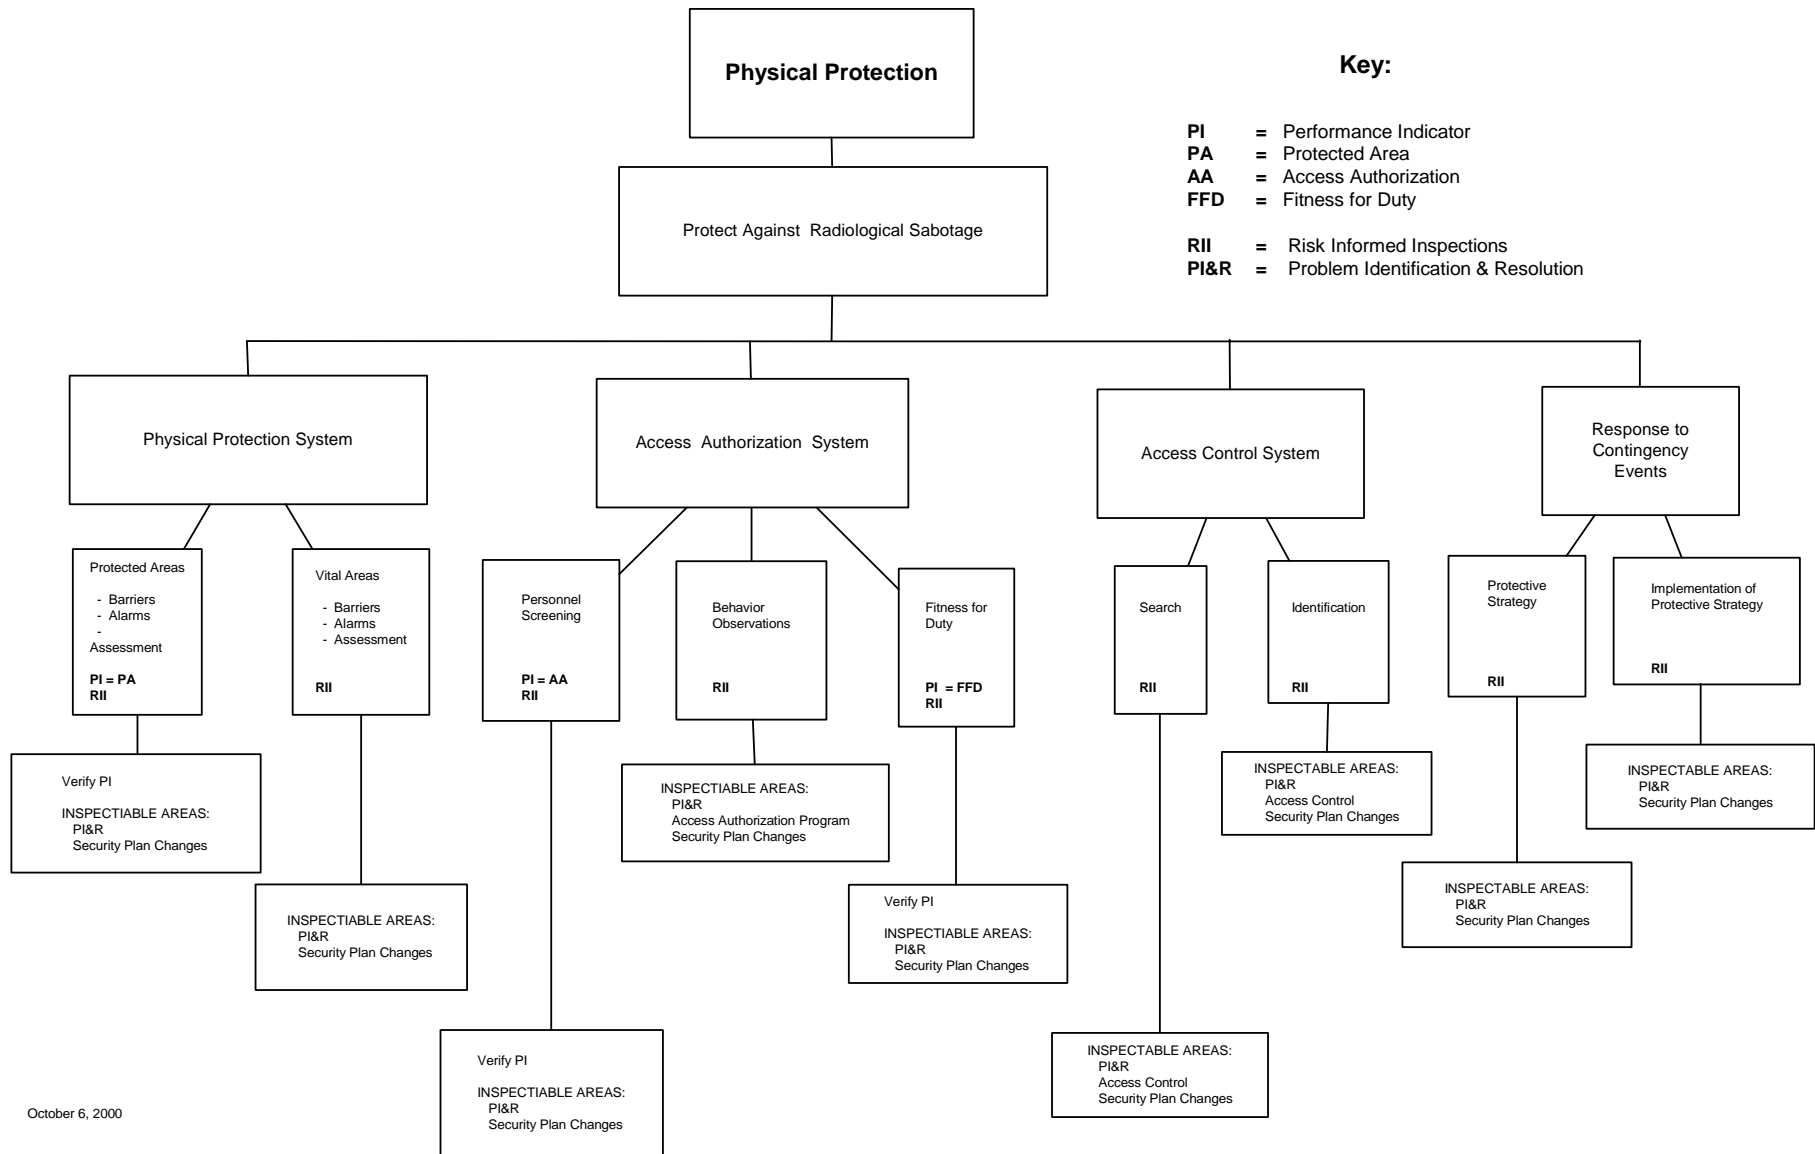 Physical Protection
Key:
PI = Performance Indicator
PA = Protected Area
AA = Access Authorization
FFD = Fitness for Duty
RII = Risk Informed Inspections
PI&R = Problem Identification & Resolution
Protect Against Radiological Sabotage
Physical Protection System
Access Authorization System
Access Control System
Response to
Contingency
Events
Protected Areas
- Barriers
- Alarms
-
Assessment
PI = PA
RII
Vital Areas
- Barriers
- Alarms
- Assessment
RII
Personnel
Screening
PI = AA
RII
Behavior
Observations
RII
Fitness for
Duty
PI = FFD
RII
Search
RII
Identification
RII
Protective
Strategy
RII
Implementation of
Protective Strategy
RII
Verify PI
INSPECTIABLE AREAS:
PI&R
Security Plan Changes
INSPECTIABLE AREAS:
PI&R
Security Plan Changes
Verify PI
INSPECTIABLE AREAS:
PI&R
Security Plan Changes
INSPECTIABLE AREAS:
PI&R
Access Authorization Program
Security Plan Changes
Verify PI
INSPECTIABLE AREAS:
PI&R
Security Plan Changes
INSPECTABLE AREAS:
PI&R
Access Control
Security Plan Changes
INSPECTABLE AREAS:
PI&R
Access Control
Security Plan Changes
INSPECTABLE AREAS:
PI&R
Security Plan Changes
INSPECTABLE AREAS:
PI&R
Security Plan Changes
October 6, 2000